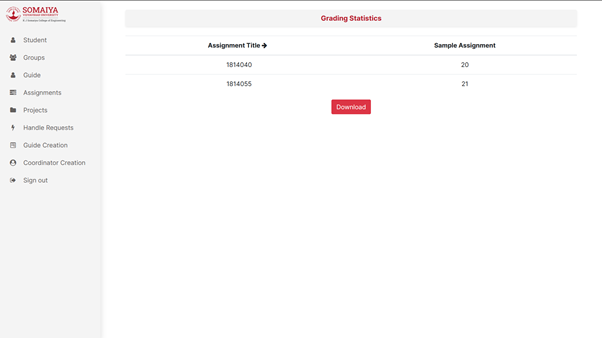 SOMAIYA
VIDYAVIHAR UNIVERSITY
K J Somaiya College of Engineering
Student
Groups
Guide
Assignments
Projects
Handle Requests
Guide Creation
Coordinator Creation
Sign out
Grading Statistics
Assignment Title → Sample Assignment
1814040 20
1814055 21
Download